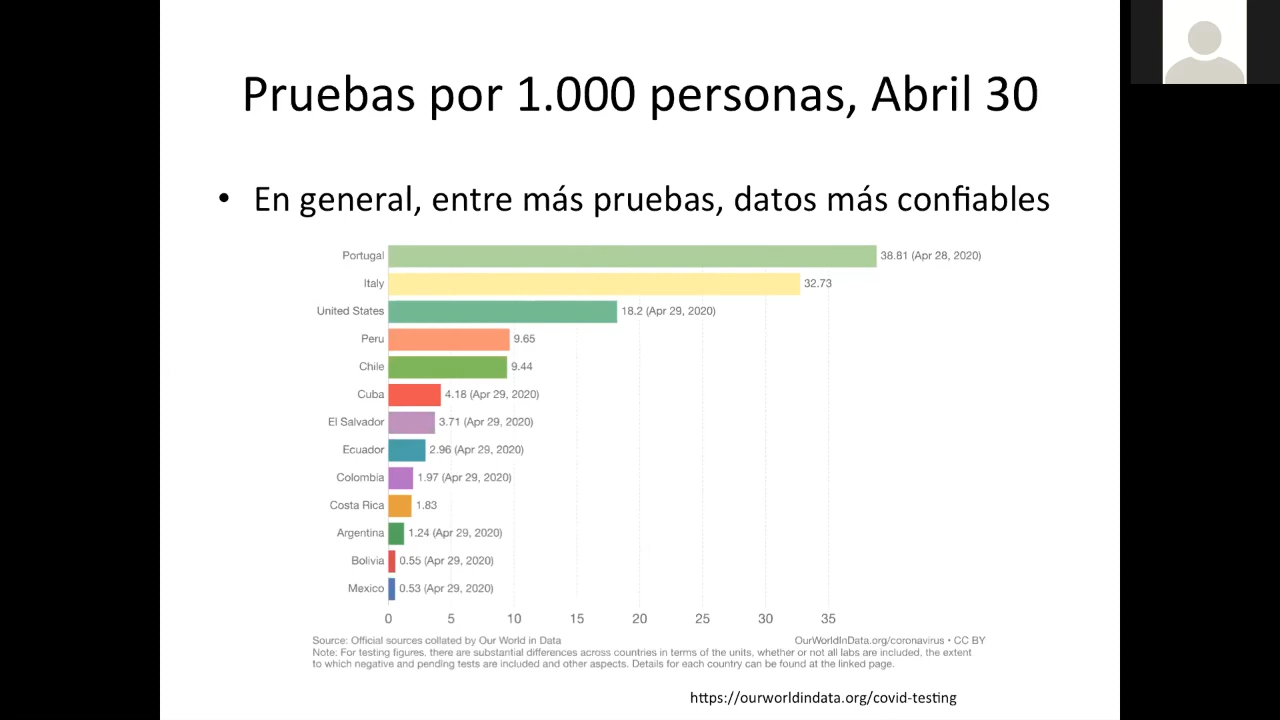 Pruebas por 1.000 personas, Abril 30
• En general, entre más pruebas, datos más confiables
Portugal 38.81 (Apr 28, 2020)
Italy 32.73
United States 18.2 (Apr 29, 2020)
Peru 9.65
Chile 9.44
Cuba 4.18 (Apr 29, 2020)
El Salvador 3.71 (Apr 29, 2020)
Ecuador 2.96 (Apr 29, 2020)
Colombia 1.97 (Apr 29, 2020)
Costa Rica 1.83
Argentina 1.24 (Apr 29, 2020)
Bolivia 0.55 (Apr 29, 2020)
Mexico 0.53 (Apr 29, 2020)
0 5 10 15 20 25 30 35
Source: Official sources collated by Our World in Data OurWorldInData.org/coronavirus • CC BY
Note: For testing figures, there are substantial differences across countries in terms of the units, whether or not all labs are included, the extent
to which negative and pending tests are included and other aspects. Details for each country can be found at the linked page.
https://ourworldindata.org/covid-testing